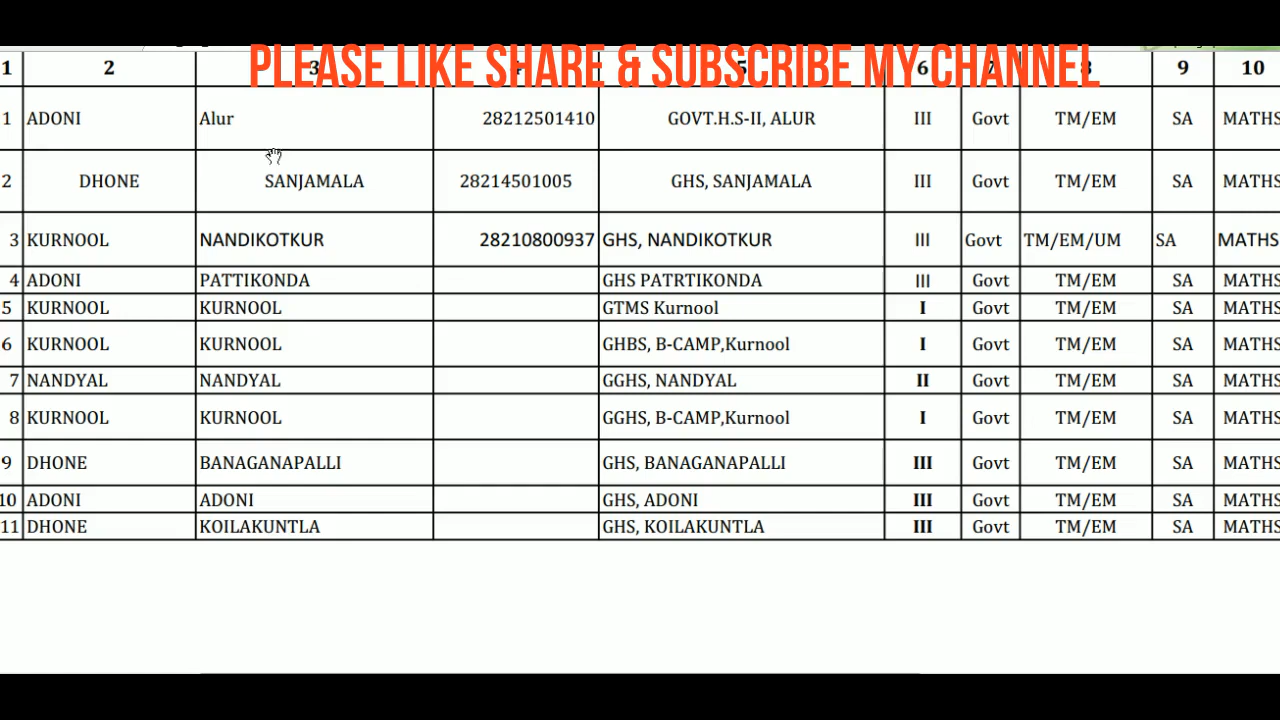 PLEASE LIKE SHARE & SUBSCRIBE MY CHANNEL
1 2 3 4 5 6 7 8 9 10
1 ADONI Alur 28212501410 GOVT.H.S-II, ALUR III Govt TM/EM SA MATHS
2 DHONE SANJAMALA 28214501005 GHS, SANJAMALA III Govt TM/EM SA MATHS
3 KURNOOL NANDIKOTKUR 28210800937 GHS, NANDIKOTKUR III Govt TM/EM/UM SA MATHS
4 ADONI PATTIKONDA GHS PATRTIKONDA III Govt TM/EM SA MATHS
5 KURNOOL KURNOOL GTMS Kurnool I Govt TM/EM SA MATHS
6 KURNOOL KURNOOL GHBS, B-CAMP,Kurnool I Govt TM/EM SA MATHS
7 NANDYAL NANDYAL GGHS, NANDYAL II Govt TM/EM SA MATHS
8 KURNOOL KURNOOL GGHS, B-CAMP,Kurnool I Govt TM/EM SA MATHS
9 DHONE BANAGANAPALLI GHS, BANAGANAPALLI III Govt TM/EM SA MATHS
10 ADONI ADONI GHS, ADONI III Govt TM/EM SA MATHS
11 DHONE KOILAKUNTLA GHS, KOILAKUNTLA III Govt TM/EM SA MATHS